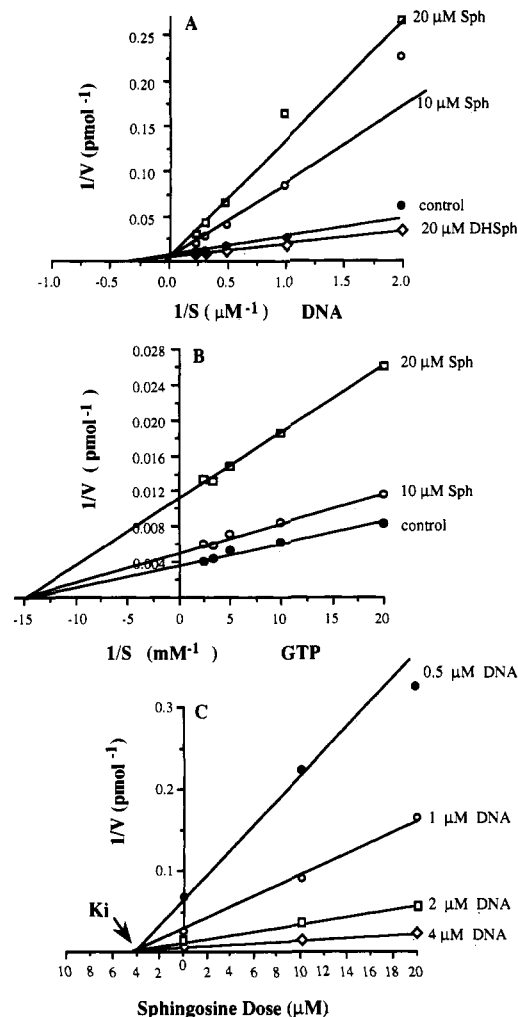 A
0.25
0.20
0.15
0.10
0.05
1/V (pmol -1)
20 µM Sph
10 µM Sph
control
20 µM DHSph
-1.0 -0.5 0.0 0.5 1.0 1.5 2.0
1/S ( µM-1) DNA
B
0.028
0.024
0.020
0.016
0.012
0.008
0.004
1/V ( pmol -1)
20 µM Sph
10 µM Sph
control
-15 -10 -5 0 5 10 15 20
1/S (mM-1) GTP
C
0.3
0.2
0.1
1/V (pmol -1)
0.5 µM DNA
1 µM DNA
2 µM DNA
4 µM DNA
Ki
10 8 6 4 2 0 2 4 6 8 10 12 14 16 18 20
Sphingosine Dose (µM)